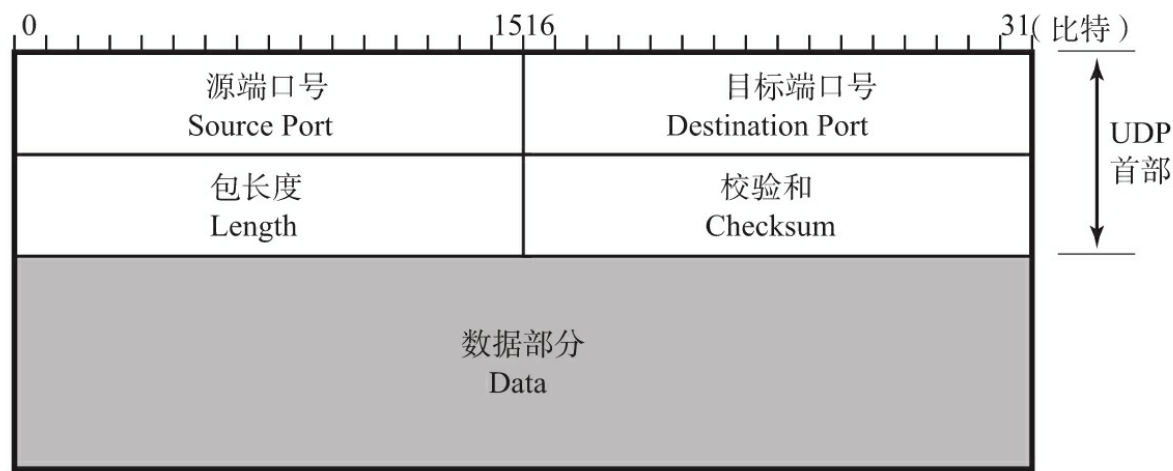 0 1516 31(比特)
源端口号 目标端口号
Source Port Destination Port
UDP
首部
包长度 校验和
Length Checksum
数据部分
Data